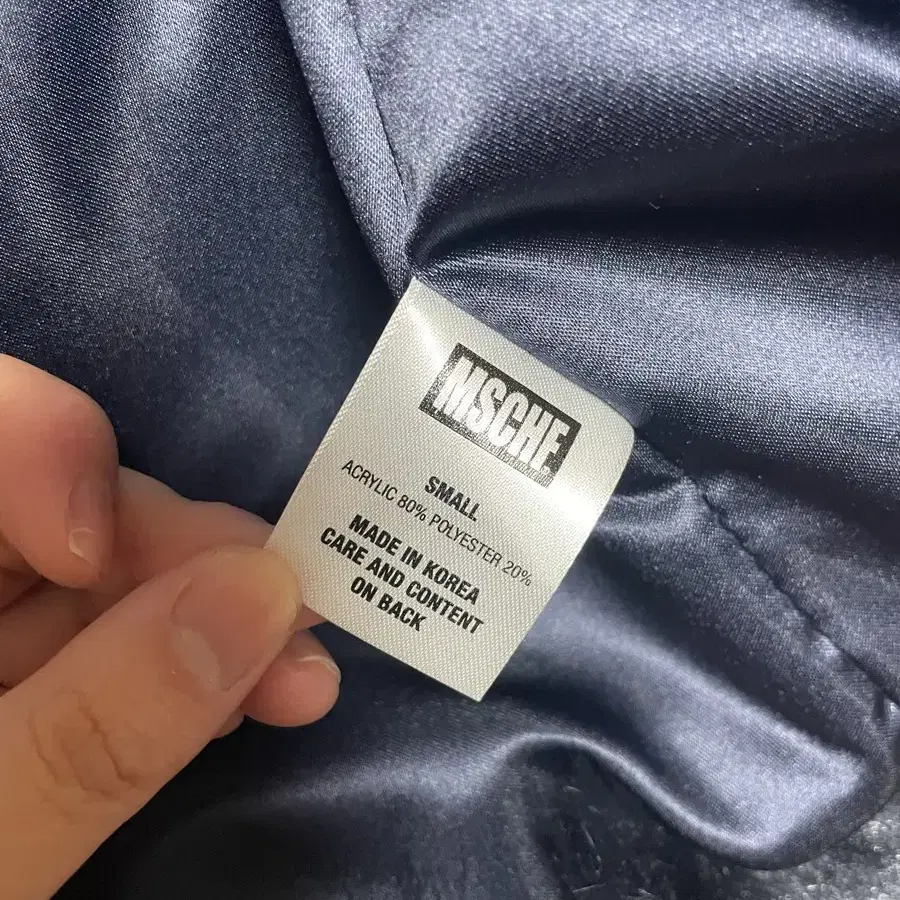 MSCHF
SMALL
ACRYLIC 80% POLYESTER 20%
MADE IN KOREA
CARE AND CONTENT
ON BACK